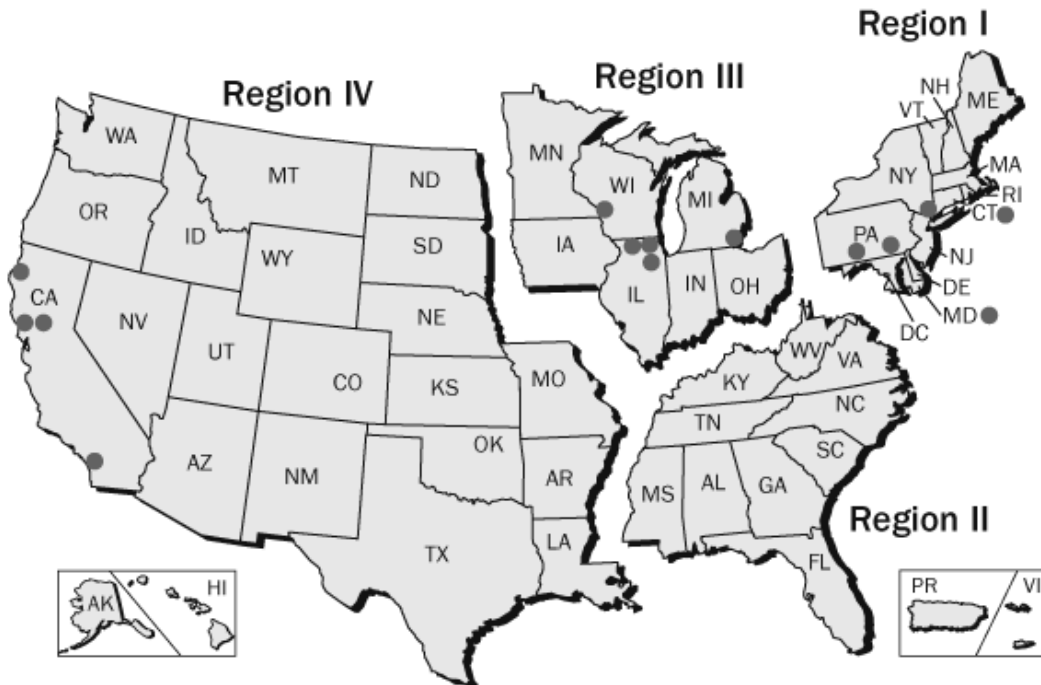 Region I
Region III
Region IV
NH
VT
ME
WA
MT
ND
MN
WI
MI
NY
MA
RI
CT
OR
ID
SD
IA
PA
NJ
WY
IL
IN
OH
DE
MD
DC
CA
NV
NE
UT
CO
KS
MO
WV
VA
KY
NC
TN
SC
AZ
NM
OK
AR
MS
AL
GA
Region II
TX
LA
FL
AK
HI
PR
VI